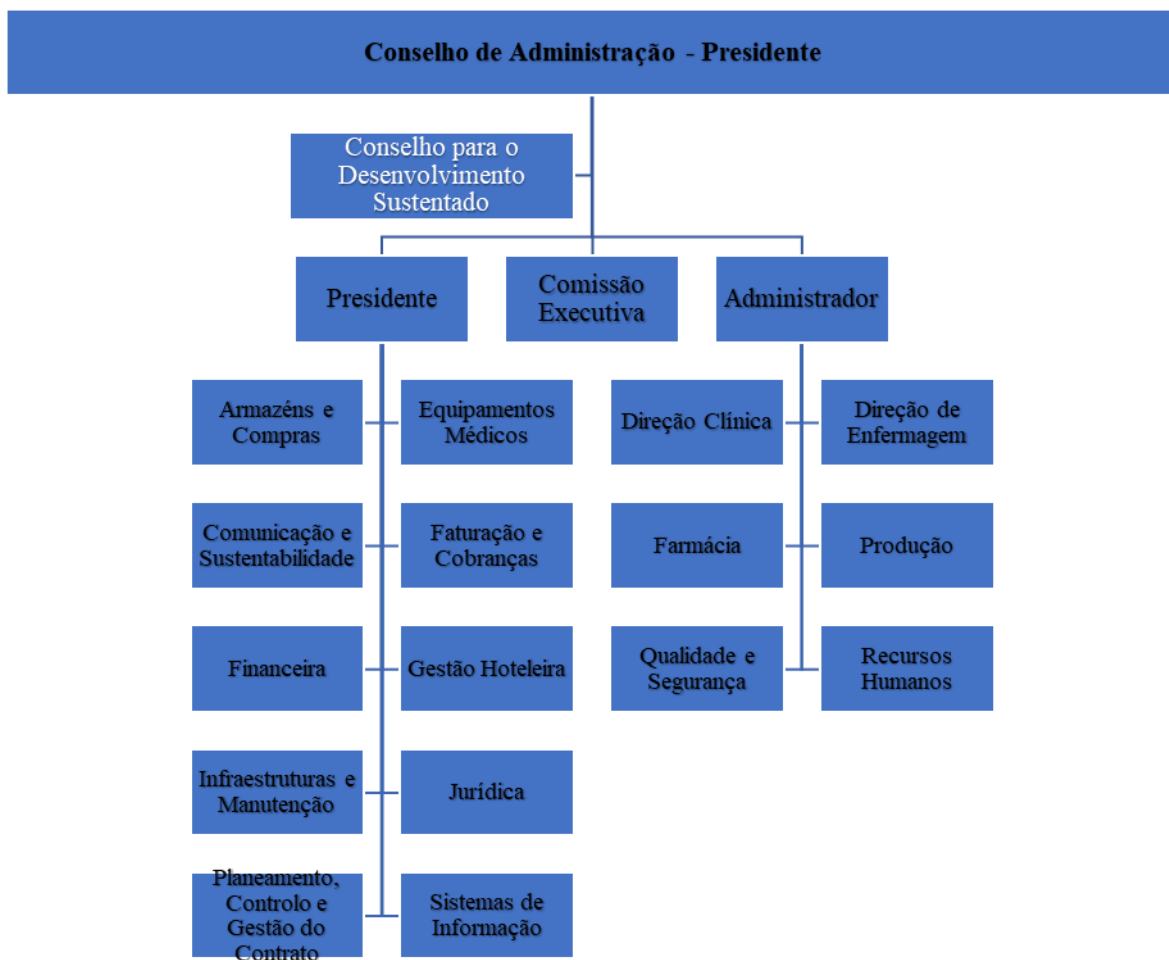 Conselho de Administração - Presidente
Conselho para o
Desenvolvimento
Sustentado
Presidente
Comissão
Executiva
Administrador
Armazéns e
Compras
Equipamentos
Médicos
Direção Clínica
Direção de
Enfermagem
Comunicação e
Sustentabilidade
Faturação e
Cobranças
Farmácia
Produção
Financeira
Gestão Hoteleira
Qualidade e
Segurança
Recursos
Humanos
Infraestruturas e
Manutenção
Jurídica
Planeamento,
Controlo e
Gestão do
Contrato
Sistemas de
Informação